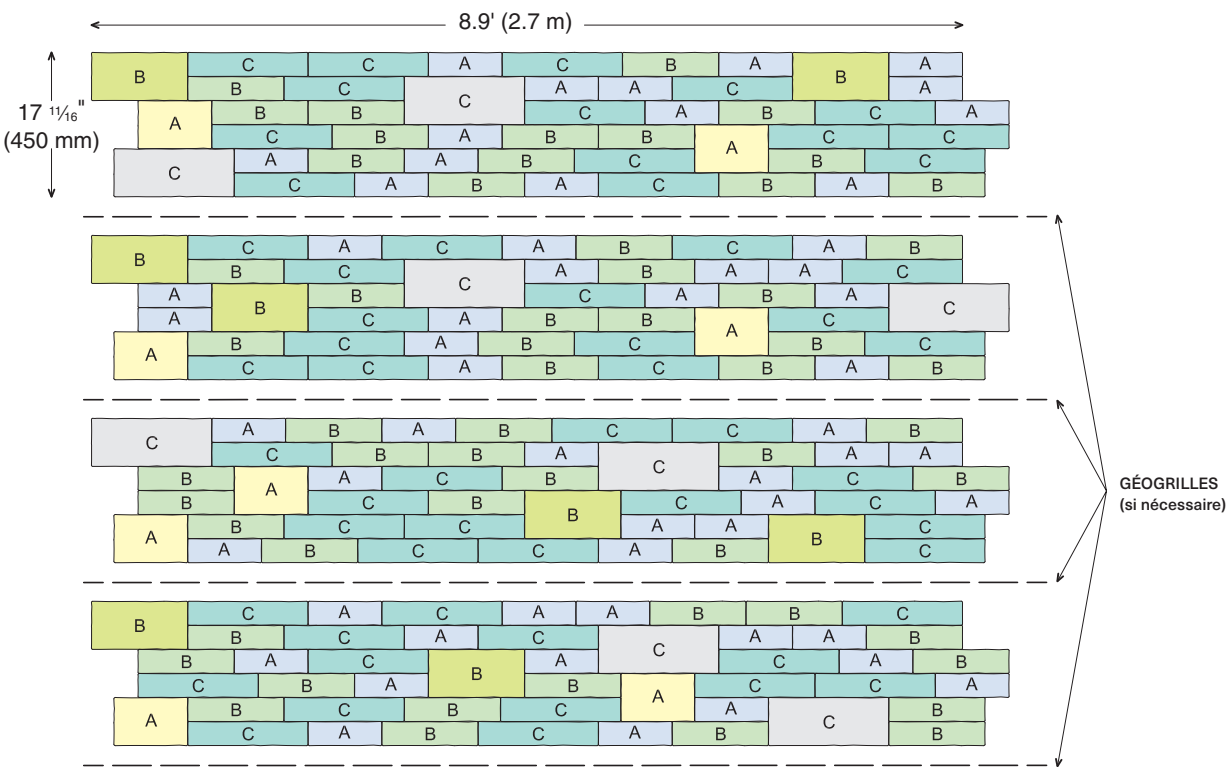 8.9' (2.7 m)
17 11⁄16"
(450 mm)
B C C A C B A B A
B C C A A C A
A B B C A B C A
C B A B B A C C
C A B A B C B C
C A B A C B A B
B C A C A B C A B
B C C A B A A C
A B B C A B A C
A C A B B A C
A B C A B C B C
C C A B C B A B
C A B A B C C A B
C B B A C B A A
B A A C B A C B
B C B B C A C A
A B C C A A B C
A B C C A B C
GÉOGRILLES
(si nécessaire)
B C A C A A B B C
B C A C C A A B
B A C B A C A B
C B A B A C C A
A B C B C A C B
C A B C A B B